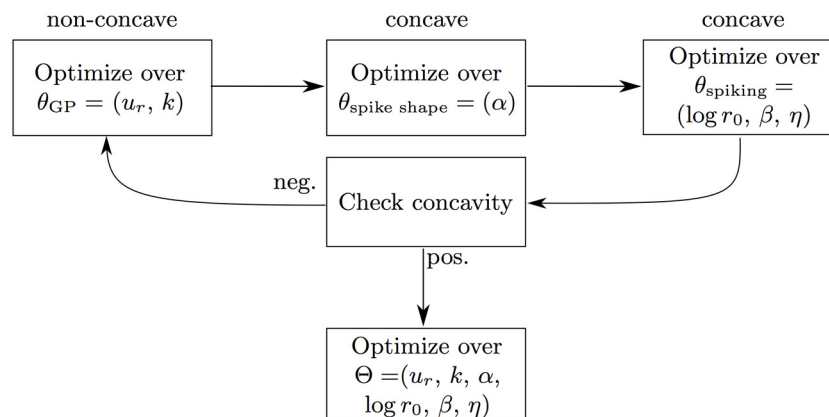 non-concave
concave
concave
Optimize over
θ_GP = (u_r, k)
Optimize over
θ_spike shape = (α)
Optimize over
θ_spiking =
(log r_0, β, η)
neg.
Check concavity
pos.
Optimize over
Θ =(u_r, k, α,
log r_0, β, η)